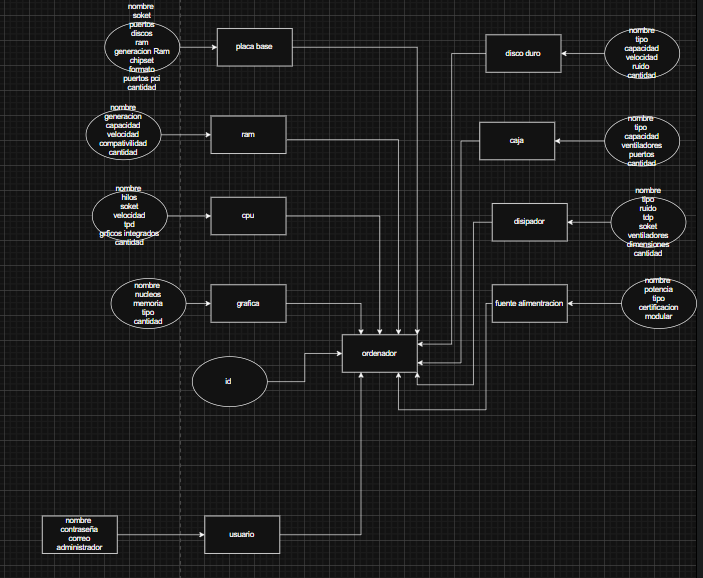 nombre
soket
puertos
discos
ram
generacion Ram
chipset
formato
puertos pci
cantidad
placa base
nombre
generacion
capacidad
velocidad
compativilidad
cantidad
ram
nombre
hilos
soket
velocidad
tpd
gdficos integrados
cantidad
cpu
nombre
nucleos
memoria
tipo
cantidad
grafica
id
ordenador
nombre
contraseña
correo
administrador
usuario
disco duro
nombre
tipo
capacidad
velocidad
ruido
cantidad
caja
nombre
tipo
capacidad
ventiladores
puertos
cantidad
disipador
nombre
tipo
ruido
tdp
soket
ventiladores
dimensiones
cantidad
fuente alimentracion
nombre
potencia
tipo
certificacion
modular